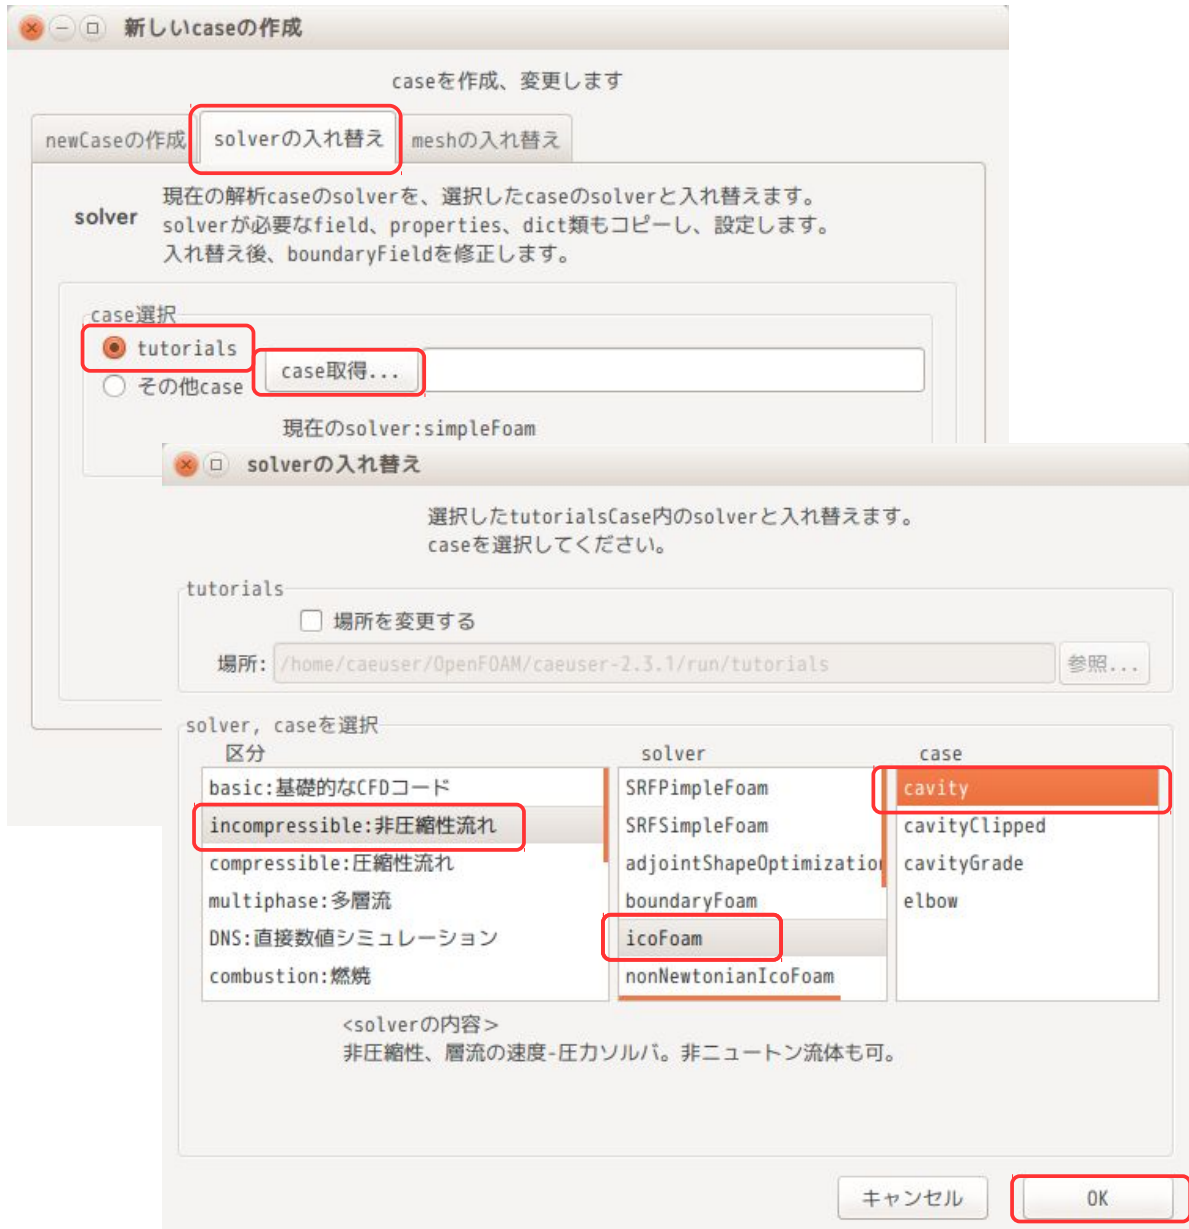 新しいcaseの作成
caseを作成、変更します
newCaseの作成 solverの入れ替え meshの入れ替え
現在の解析caseのsolverを、選択したcaseのsolverと入れ替えます。
solver solverが必要なfield、properties、dict類もコピーし、設定します。
入れ替え後、boundaryFieldを修正します。
case選択
tutorials
case取得...
その他case
現在のsolver:simpleFoam
solverの入れ替え
選択したtutorialsCase内のsolverと入れ替えます。
caseを選択してください。
tutorials
場所を変更する
場所: /home/caeuser/OpenFOAM/caeuser-2.3.1/run/tutorials 参照...
solver, caseを選択
区分 solver case
basic:基礎的なCFDコード SRFPimpleFoam cavity
incompressible:非圧縮性流れ SRFSimpleFoam cavityClipped
compressible:圧縮性流れ adjointShapeOptimization cavityGrade
multiphase:多層流 boundaryFoam elbow
DNS:直接数値シミュレーション icoFoam
combustion:燃焼 nonNewtonianIcoFoam
<solverの内容>
非圧縮性、層流の速度-圧力ソルバ。非ニュートン流体も可。
キャンセル OK